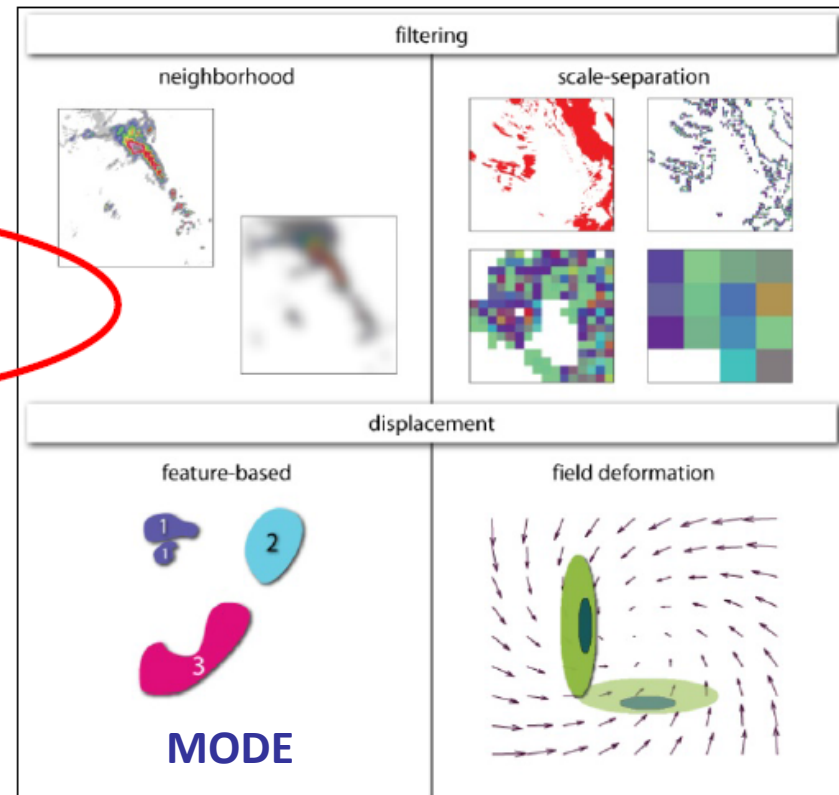 filtering
neighborhood
scale-separation
displacement
feature-based
field deformation
1
1
2
3
MODE